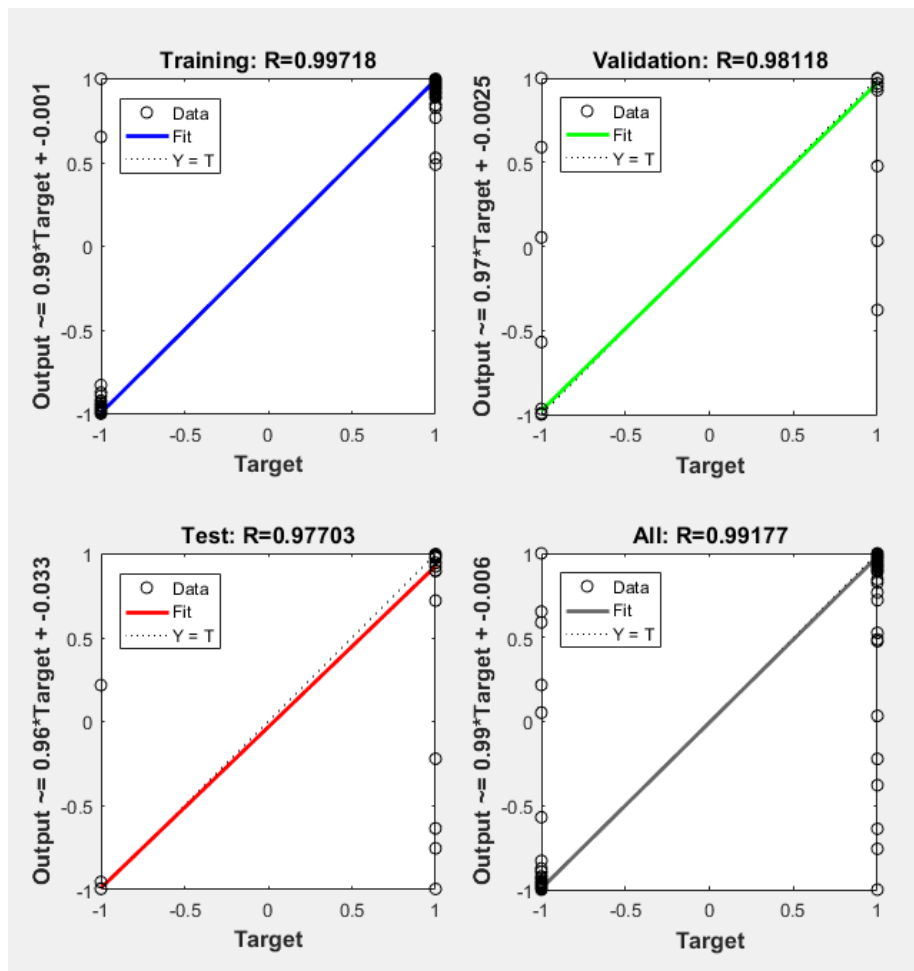 Training: R=0.99718
Output ~= 0.99*Target + -0.001
1
0.5
0
-0.5
-1
Data
Fit
Y = T
-1
-0.5
0
0.5
1
Target
Validation: R=0.98118
Output ~= 0.97*Target + -0.0025
1
0.5
0
-0.5
-1
Data
Fit
Y = T
-1
-0.5
0
0.5
1
Target
Test: R=0.97703
Output ~= 0.96*Target + -0.033
1
0.5
0
-0.5
-1
Data
Fit
Y = T
-1
-0.5
0
0.5
1
Target
All: R=0.99177
Output ~= 0.99*Target + -0.006
1
0.5
0
-0.5
-1
Data
Fit
Y = T
-1
-0.5
0
0.5
1
Target